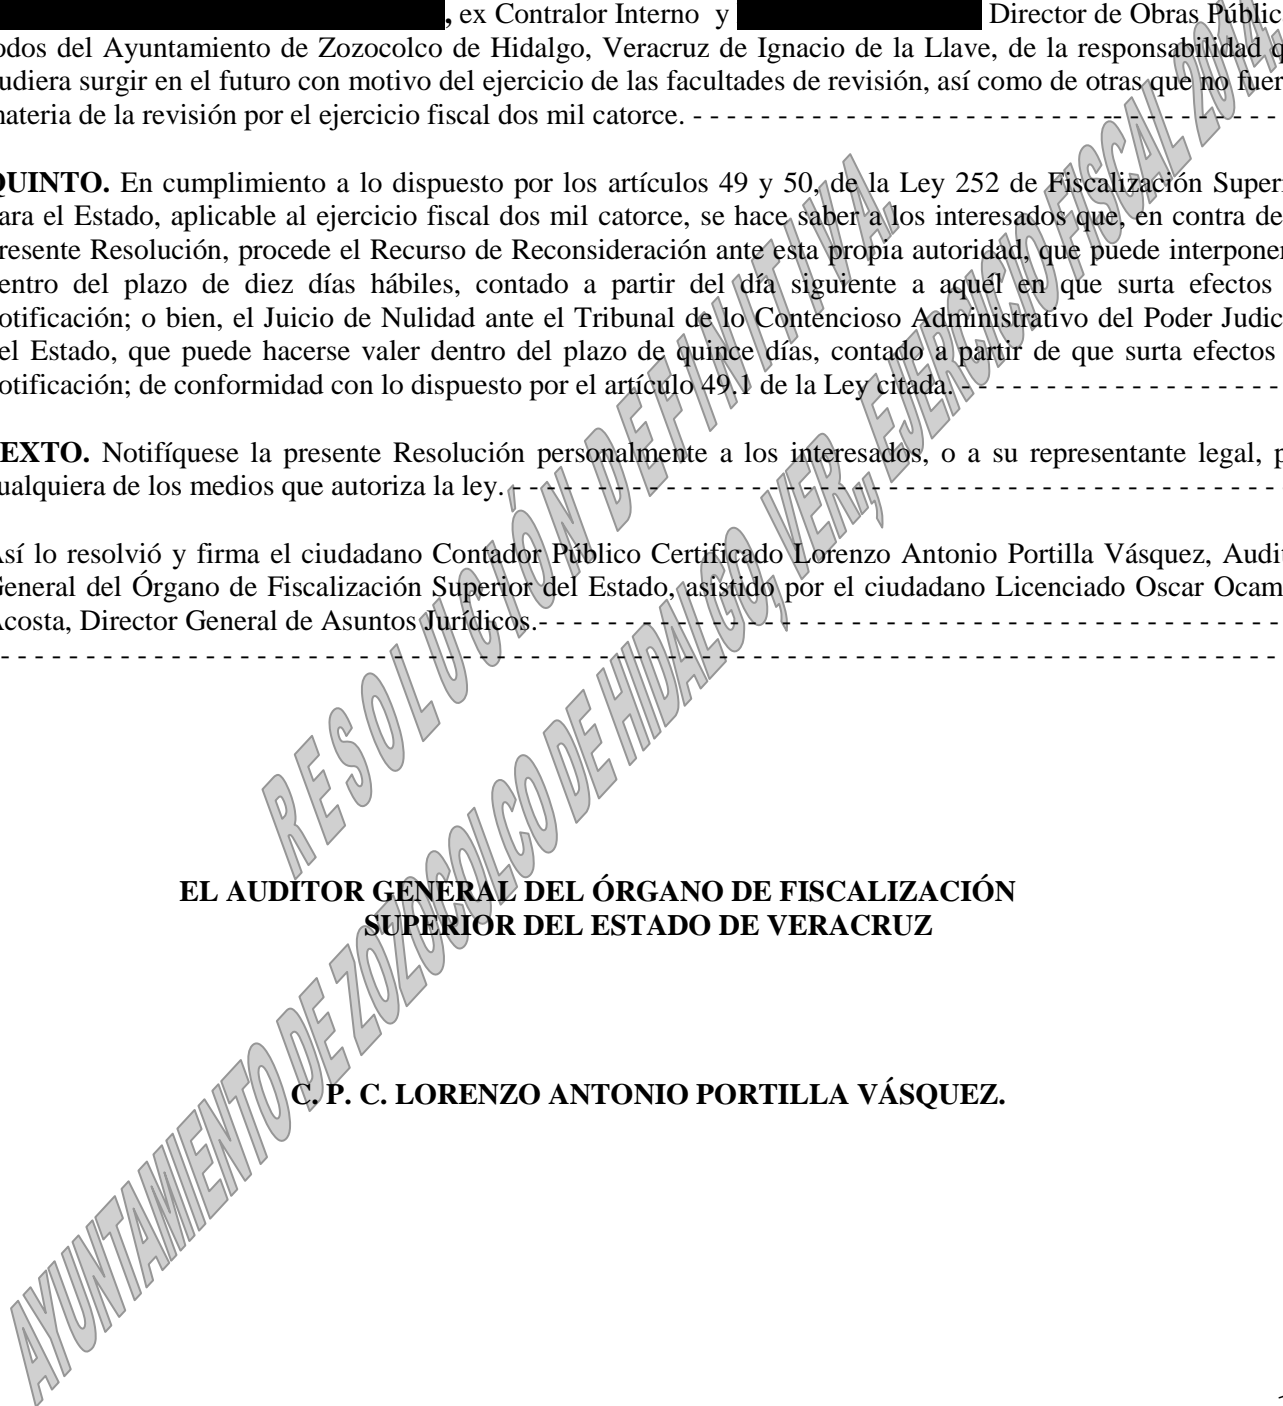 , ex Contralor Interno y Director de Obras Públic
odos del Ayuntamiento de Zozocolco de Hidalgo, Veracruz de Ignacio de la Llave, de la responsabilidad q
udiera surgir en el futuro con motivo del ejercicio de las facultades de revisión, así como de otras que no fuer
nateria de la revisión por el ejercicio fiscal dos mil catorce. - - - - - - - - - - - - - - - - - - - - - - - - - - - - - - - - - - - -
QUINTO. En cumplimiento a lo dispuesto por los artículos 49 y 50, de la Ley 252 de Fiscalización Superi
ara el Estado, aplicable al ejercicio fiscal dos mil catorce, se hace saber a los interesados que, en contra de
resente Resolución, procede el Recurso de Reconsideración ante esta propia autoridad, que puede interponer
entro del plazo de diez días hábiles, contado a partir del día siguiente a aquél en que surta efectos
otificación; o bien, el Juicio de Nulidad ante el Tribunal de lo Contencioso Administrativo del Poder Judic
el Estado, que puede hacerse valer dentro del plazo de quince días, contado a partir de que surta efectos
otificación; de conformidad con lo dispuesto por el artículo 49.1 de la Ley citada. - - - - - - - - - - - - - - - - - - - -
EXTO. Notifíquese la presente Resolución personalmente a los interesados, o a su representante legal, p
ualquiera de los medios que autoriza la ley. - - - - - - - - - - - - - - - - - - - - - - - - - - - - - - - - - - - - - - - - - - - - - -
Así lo resolvió y firma el ciudadano Contador Público Certificado Lorenzo Antonio Portilla Vásquez, Audit
General del Órgano de Fiscalización Superior del Estado, asistido por el ciudadano Licenciado Oscar Ocam
Acosta, Director General de Asuntos Jurídicos.- - - - - - - - - - - - - - - - - - - - - - - - - - - - - - - - - - - - - - - - - - - -
- - - - - - - - - - - - - - - - - - - - - - - - - - - - - - - - - - - - - - - - - - - - - - - - - - - - - - - - - - - - - - - - - - - - - - - -
EL AUDITOR GENERAL DEL ÓRGANO DE FISCALIZACIÓN
SUPERIOR DEL ESTADO DE VERACRUZ
C. P. C. LORENZO ANTONIO PORTILLA VÁSQUEZ.
R E S O L U C I Ó N D E F I N I T I V A.
AYUNTAMIENTO DE ZOZOCOLCO DE HIDALGO, VER., EJERCICIO FISCAL 2014.